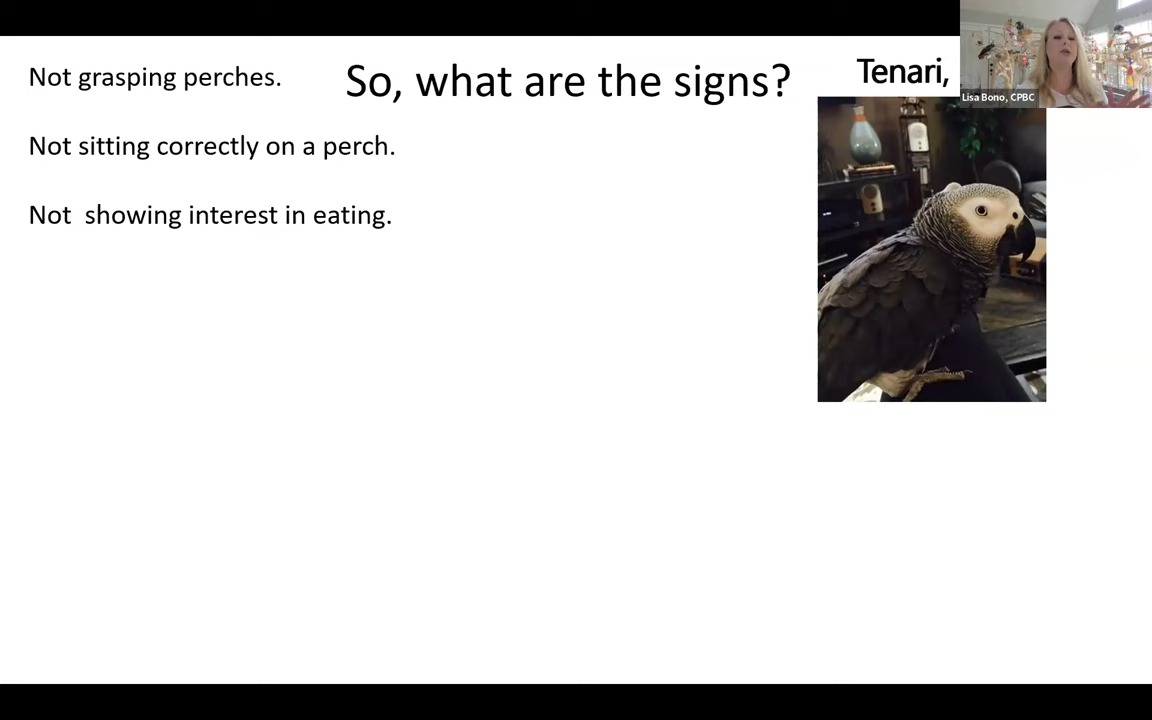 So, what are the signs?
Tenari,
Lisa Bono, CPBC
Not grasping perches.
Not sitting correctly on a perch.
Not  showing interest in eating.